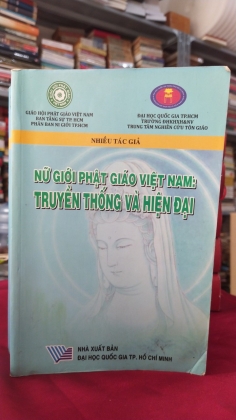 GIÁO HỘI PHẬT GIÁO VIỆT NAM
BAN TĂNG SỰ TP.HCM
PHÂN BAN NI GIỚI TP.HCM
ĐẠI HỌC QUỐC GIA TP.HCM
TRƯỜNG ĐHKHXH&NV
TRUNG TÂM NGHIÊN CỨU TÔN GIÁO
NHIỀU TÁC GIẢ
NỮ GIỚI PHẬT GIÁO VIỆT NAM:
TRUYỀN THỐNG VÀ HIỆN ĐẠI
NHÀ XUẤT BẢN
ĐẠI HỌC QUỐC GIA TP. HỒ CHÍ MINH